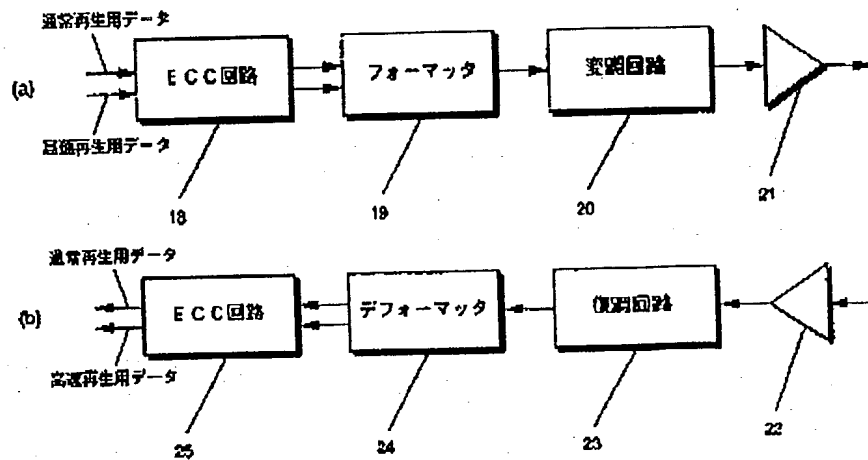 通常再生用データ
(a)
ECC回路
フォーマッタ
変調回路
高速再生用データ
18
19
20
21
通常再生用データ
(b)
ECC回路
デフォーマッタ
復調回路
高速再生用データ
25
24
23
22